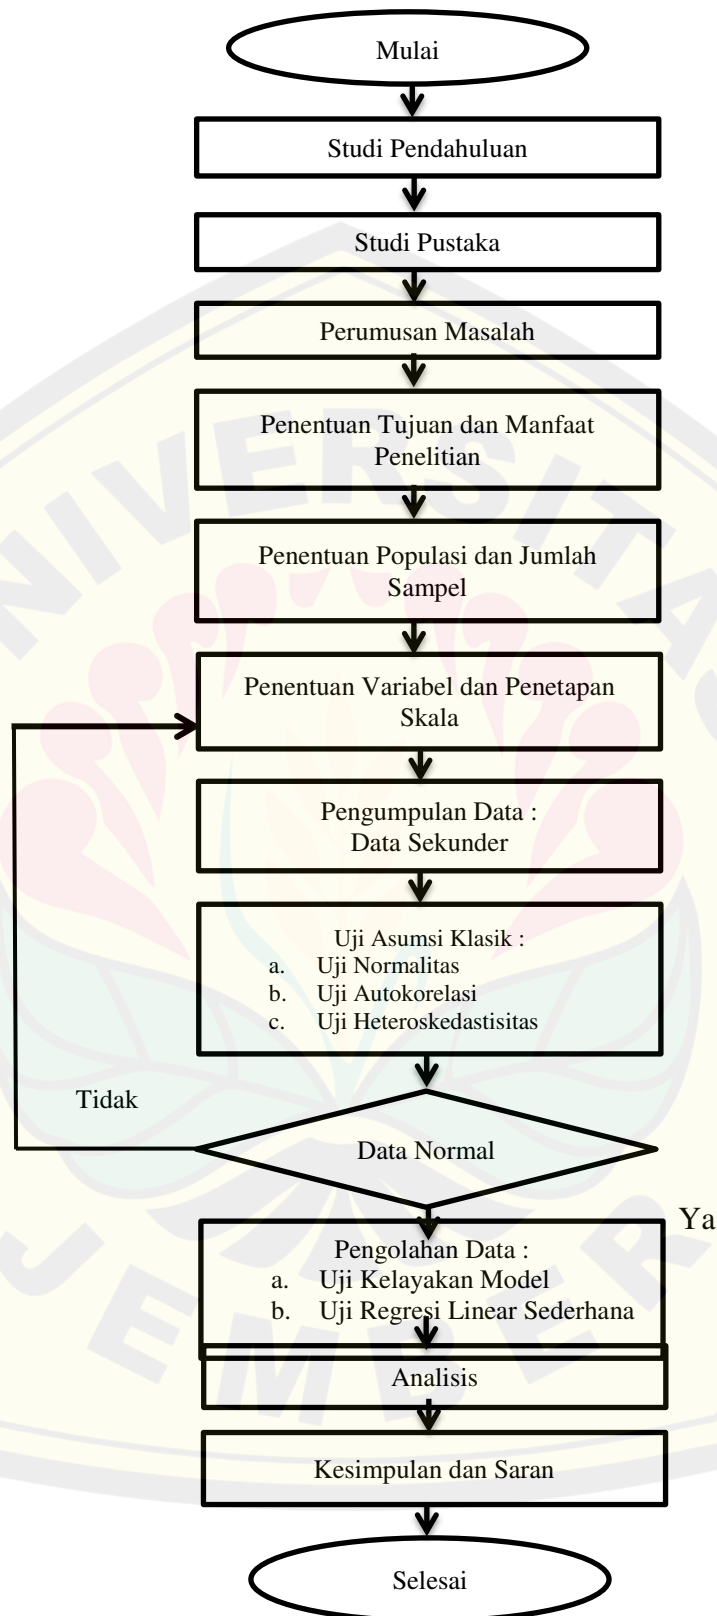 Mulai
Studi Pendahuluan
Studi Pustaka
Perumusan Masalah
Penentuan Tujuan dan Manfaat
Penelitian
Penentuan Populasi dan Jumlah
Sampel
Penentuan Variabel dan Penetapan
Skala
Pengumpulan Data :
Data Sekunder
Uji Asumsi Klasik :
a. Uji Normalitas
b. Uji Autokorelasi
c. Uji Heteroskedastisitas
Tidak
Data Normal
Ya
Pengolahan Data :
a. Uji Kelayakan Model
b. Uji Regresi Linear Sederhana
Analisis
Kesimpulan dan Saran
Selesai
UNIVERSITAS
JEMBER